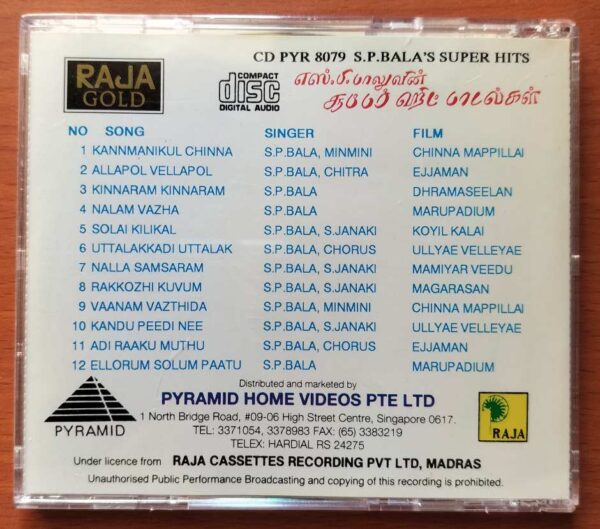 RAJA
GOLD
COMPACT
disc
DIGITAL AUDIO
CD PYR 8079 S.P.BALA'S SUPER HITS
எஸ்.பி.பாலுவின்
சூப்பர் ஹிட் பாடல்கள்
NO SONG SINGER FILM
1 KANNMANIKUL CHINNA S.P.BALA, MINMINI CHINNA MAPPILLAI
2 ALLAPOL VELLAPOL S.P.BALA, CHITRA EJJAMAN
3 KINNARAM KINNARAM S.P.BALA DHRAMASEELAN
4 NALAM VAZHA S.P.BALA MARUPADIUM
5 SOLAI KILIKAL S.P.BALA, S.JANAKI KOYIL KALAI
6 UTTALAKKADI UTTALAK S.P.BALA, CHORUS ULLYAE VELLEYAE
7 NALLA SAMSARAM S.P.BALA, S.JANAKI MAMIYAR VEEDU
8 RAKKOZHI KUVUM S.P.BALA, S.JANAKI MAGARASAN
9 VAANAM VAZTHIDA S.P.BALA, MINMINI CHINNA MAPPILLAI
10 KANDU PEEDI NEE S.P.BALA, S.JANAKI ULLYAE VELLEYAE
11 ADI RAAKU MUTHU S.P.BALA, CHORUS EJJAMAN
12 ELLORUM SOLUM PAATU S.P.BALA MARUPADIUM
Distributed and marketed by
PYRAMID HOME VIDEOS PTE LTD
1 North Bridge Road, #09-06 High Street Centre, Singapore 0617.
TEL: 3371054, 3378983 FAX: (65) 3383219
TELEX: HARDIAL RS 24275
PYRAMID
RAJA
Under licence from RAJA CASSETTES RECORDING PVT LTD, MADRAS
Unauthorised Public Performance Broadcasting and copying of this recording is prohibited.